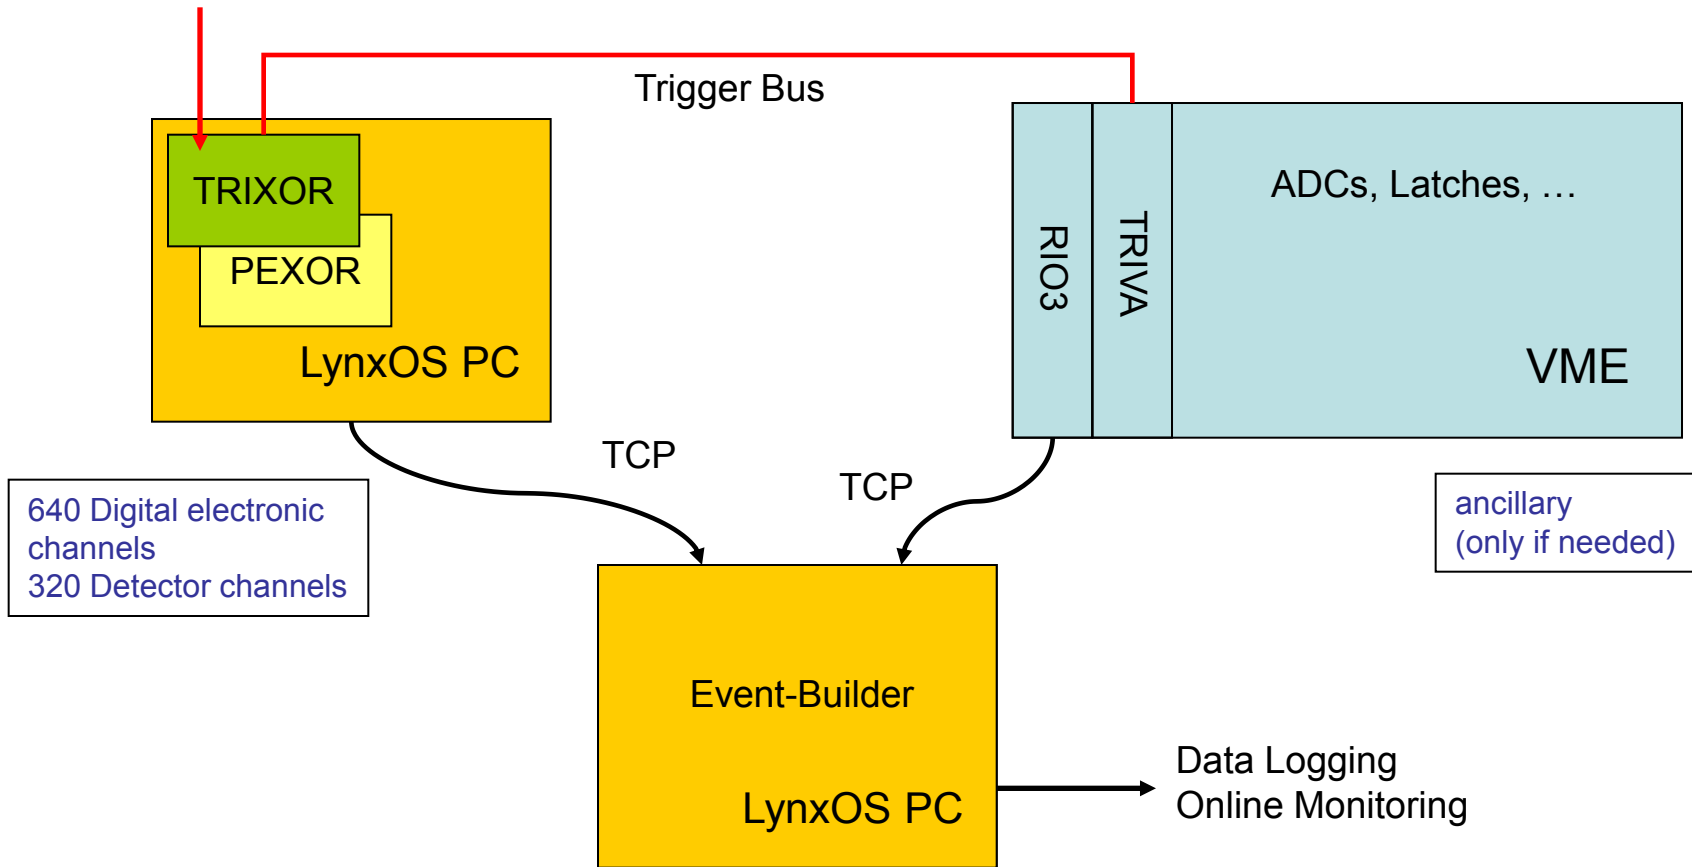 Trigger Bus
TRIXOR
PEXOR
LynxOS PC
RIO3
TRIVA
ADCs, Latches, …
VME
TCP
TCP
640 Digital electronic
channels
320 Detector channels
ancillary
(only if needed)
Event-Builder
LynxOS PC
Data Logging
Online Monitoring